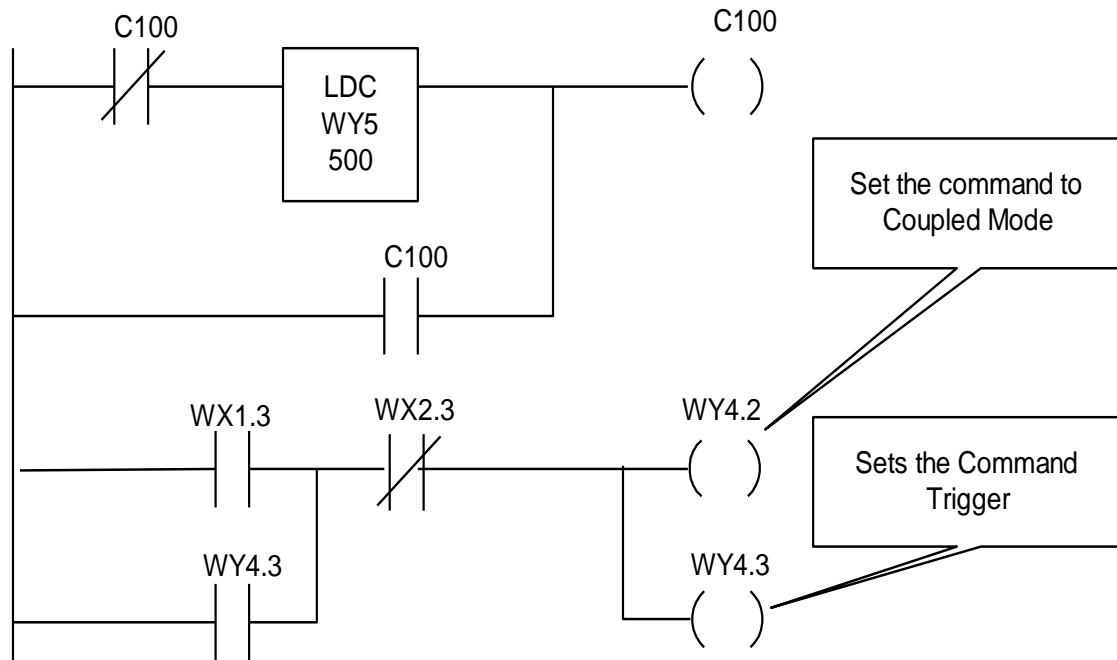 C100
C100
LDC
WY5
500
Set the command to
Coupled Mode
C100
WX1.3
WX2.3
WY4.2
Sets the Command
Trigger
WY4.3
WY4.3